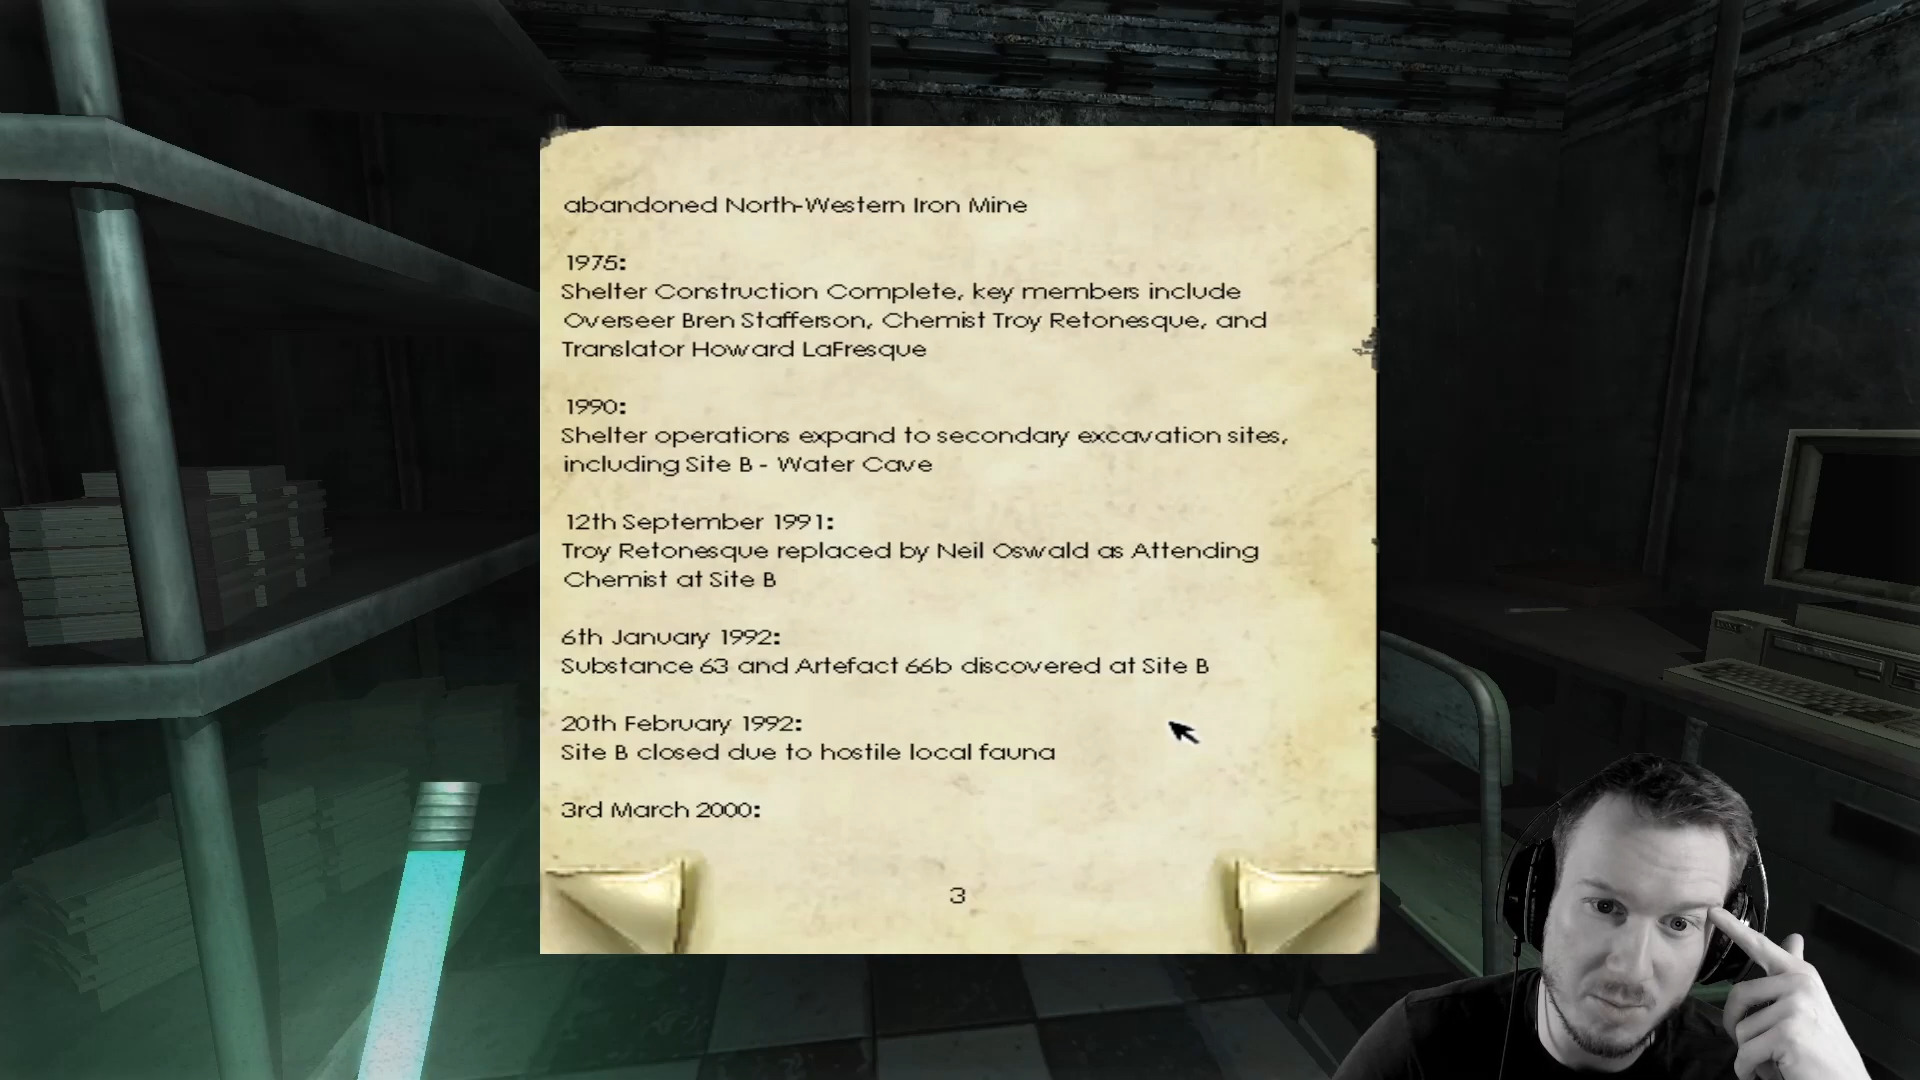 abandoned North-Western Iron Mine
1975:
Shelter Construction Complete, key members include
Overseer Bren Stafferson, Chemist Troy Retonesque, and
Translator Howard LaFresque
1990:
Shelter operations expand to secondary excavation sites,
including Site B - Water Cave
12th September 1991:
Troy Retonesque replaced by Neil Oswald as Attending
Chemist at Site B
6th January 1992:
Substance 63 and Artefact 66b discovered at Site B
20th February 1992:
Site B closed due to hostile local fauna
3rd March 2000:
3